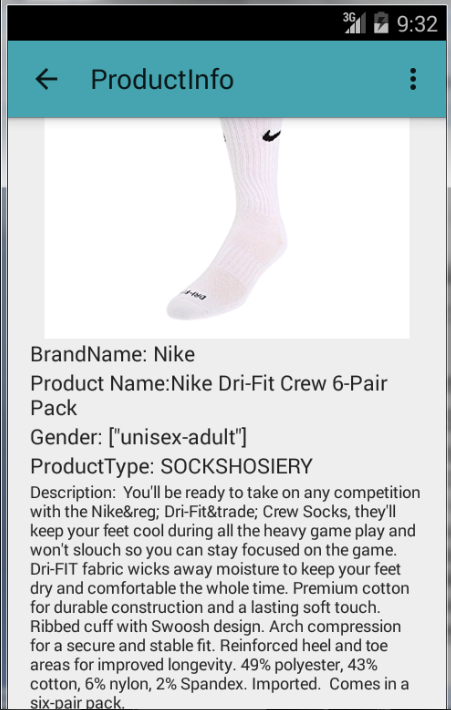 3G 9:32
ProductInfo
DRI-FIT
BrandName: Nike
Product Name:Nike Dri-Fit Crew 6-Pair
Pack
Gender: ["unisex-adult"]
ProductType: SOCKSHOSIERY
Description:  You'll be ready to take on any competition
with the Nike&reg; Dri-Fit&trade; Crew Socks, they'll
keep your feet cool during all the heavy game play and
won't slouch so you can stay focused on the game.
Dri-FIT fabric wicks away moisture to keep your feet
dry and comfortable the whole time. Premium cotton
for durable construction and a lasting soft touch.
Ribbed cuff with Swoosh design. Arch compression
for a secure and stable fit. Reinforced heel and toe
areas for improved longevity. 49% polyester, 43%
cotton, 6% nylon, 2% Spandex. Imported.  Comes in a
six-pair pack.